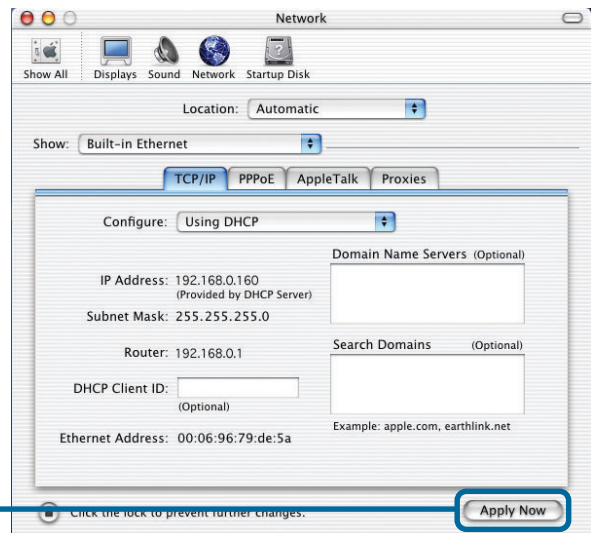 Network
Show All Displays Sound Network Startup Disk
Location: Automatic
Show: Built-in Ethernet
TCP/IP PPPoE AppleTalk Proxies
Configure: Using DHCP
Domain Name Servers (Optional)
IP Address: 192.168.0.160
(Provided by DHCP Server)
Subnet Mask: 255.255.255.0
Router: 192.168.0.1
Search Domains (Optional)
DHCP Client ID:
(Optional)
Example: apple.com, earthlink.net
Ethernet Address: 00:06:96:79:de:5a
Click the lock to prevent further changes.
Apply Now